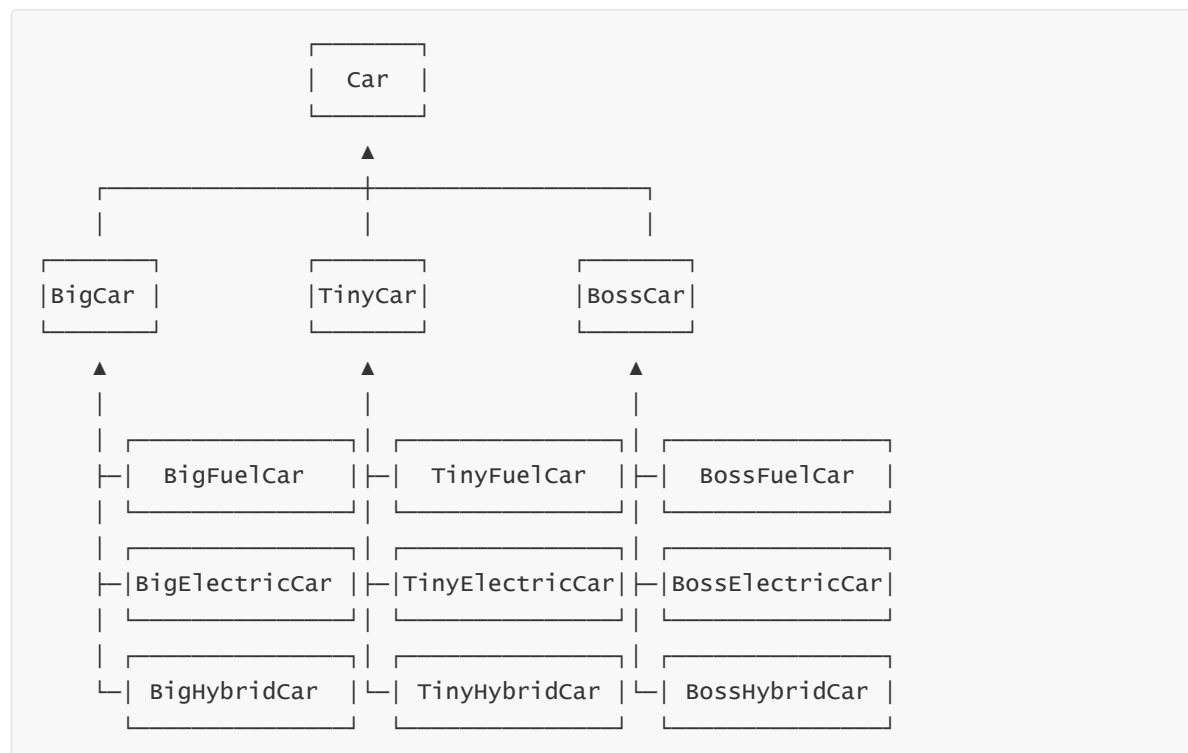 Car
BigCar TinyCar BossCar
BigFuelCar TinyFuelCar BossFuelCar
BigElectricCar TinyElectricCar BossElectricCar
BigHybridCar TinyHybridCar BossHybridCar